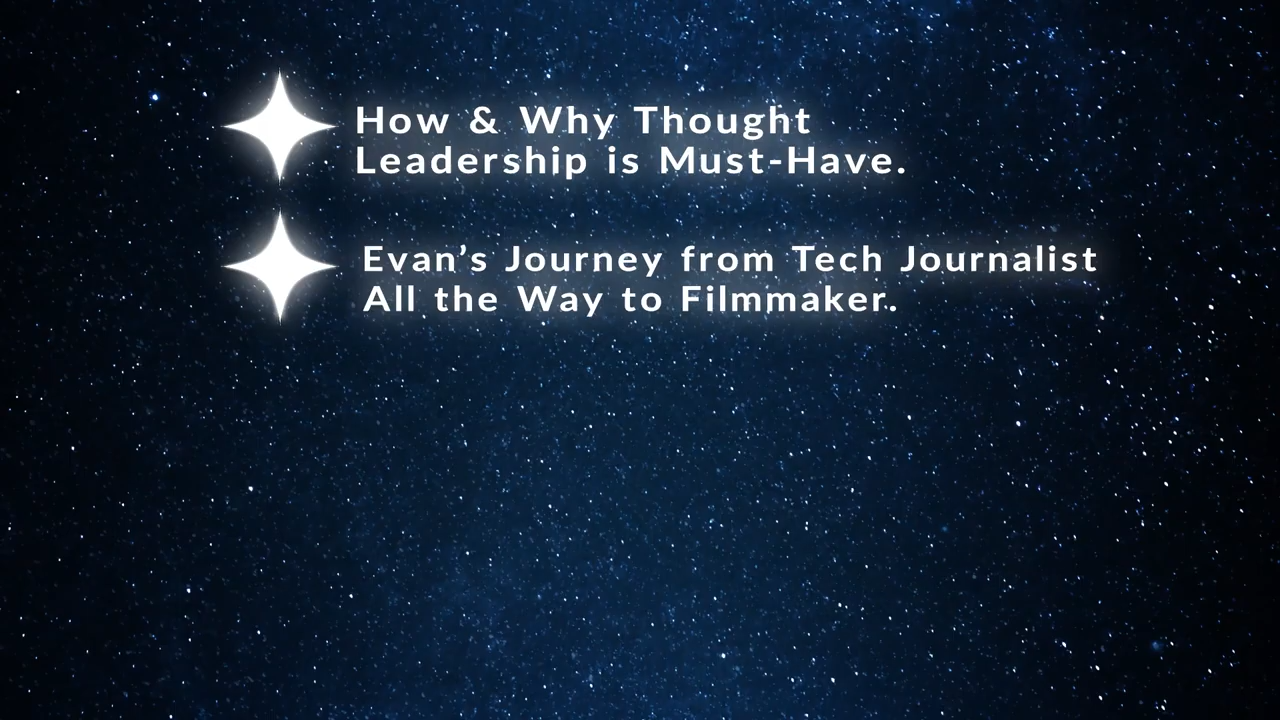 How & Why Thought
Leadership is Must-Have.
Evan’s Journey from Tech Journalist
All the Way to Filmmaker.